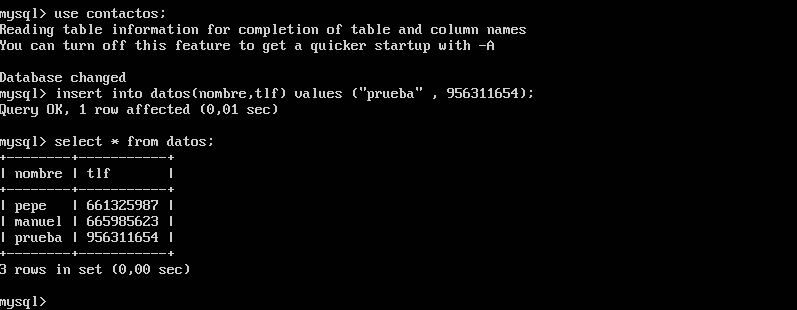 mysql> use contactos;
Reading table information for completion of table and column names
You can turn off this feature to get a quicker startup with -A

Database changed
mysql> insert into datos(nombre,tlf) values ("prueba" , 956311654);
Query OK, 1 row affected (0,01 sec)

mysql> select * from datos;
+--------+-----------+
| nombre | tlf       |
+--------+-----------+
| pepe   | 661325987 |
| manuel | 665985623 |
| prueba | 956311654 |
+--------+-----------+
3 rows in set (0,00 sec)

mysql>